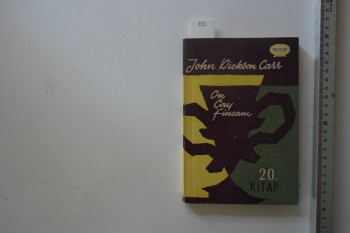 John Dickson Carr
On
Çay
Fincanı
20.
KİTAP